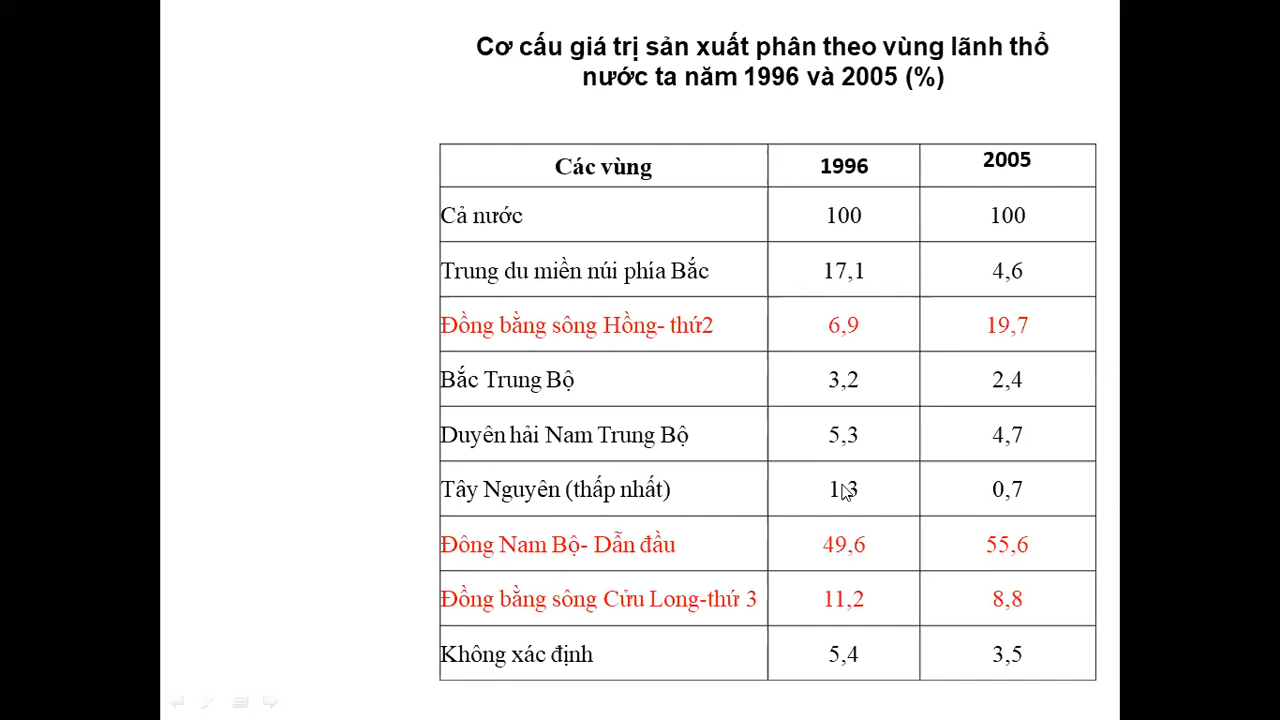 Cơ cấu giá trị sản xuất phân theo vùng lãnh thổ
nước ta năm 1996 và 2005 (%)
Các vùng 1996 2005
Cả nước 100 100
Trung du miền núi phía Bắc 17,1 4,6
Đồng bằng sông Hồng- thứ2 6,9 19,7
Bắc Trung Bộ 3,2 2,4
Duyên hải Nam Trung Bộ 5,3 4,7
Tây Nguyên (thấp nhất) 1,3 0,7
Đông Nam Bộ- Dẫn đầu 49,6 55,6
Đồng bằng sông Cửu Long-thứ 3 11,2 8,8
Không xác định 5,4 3,5